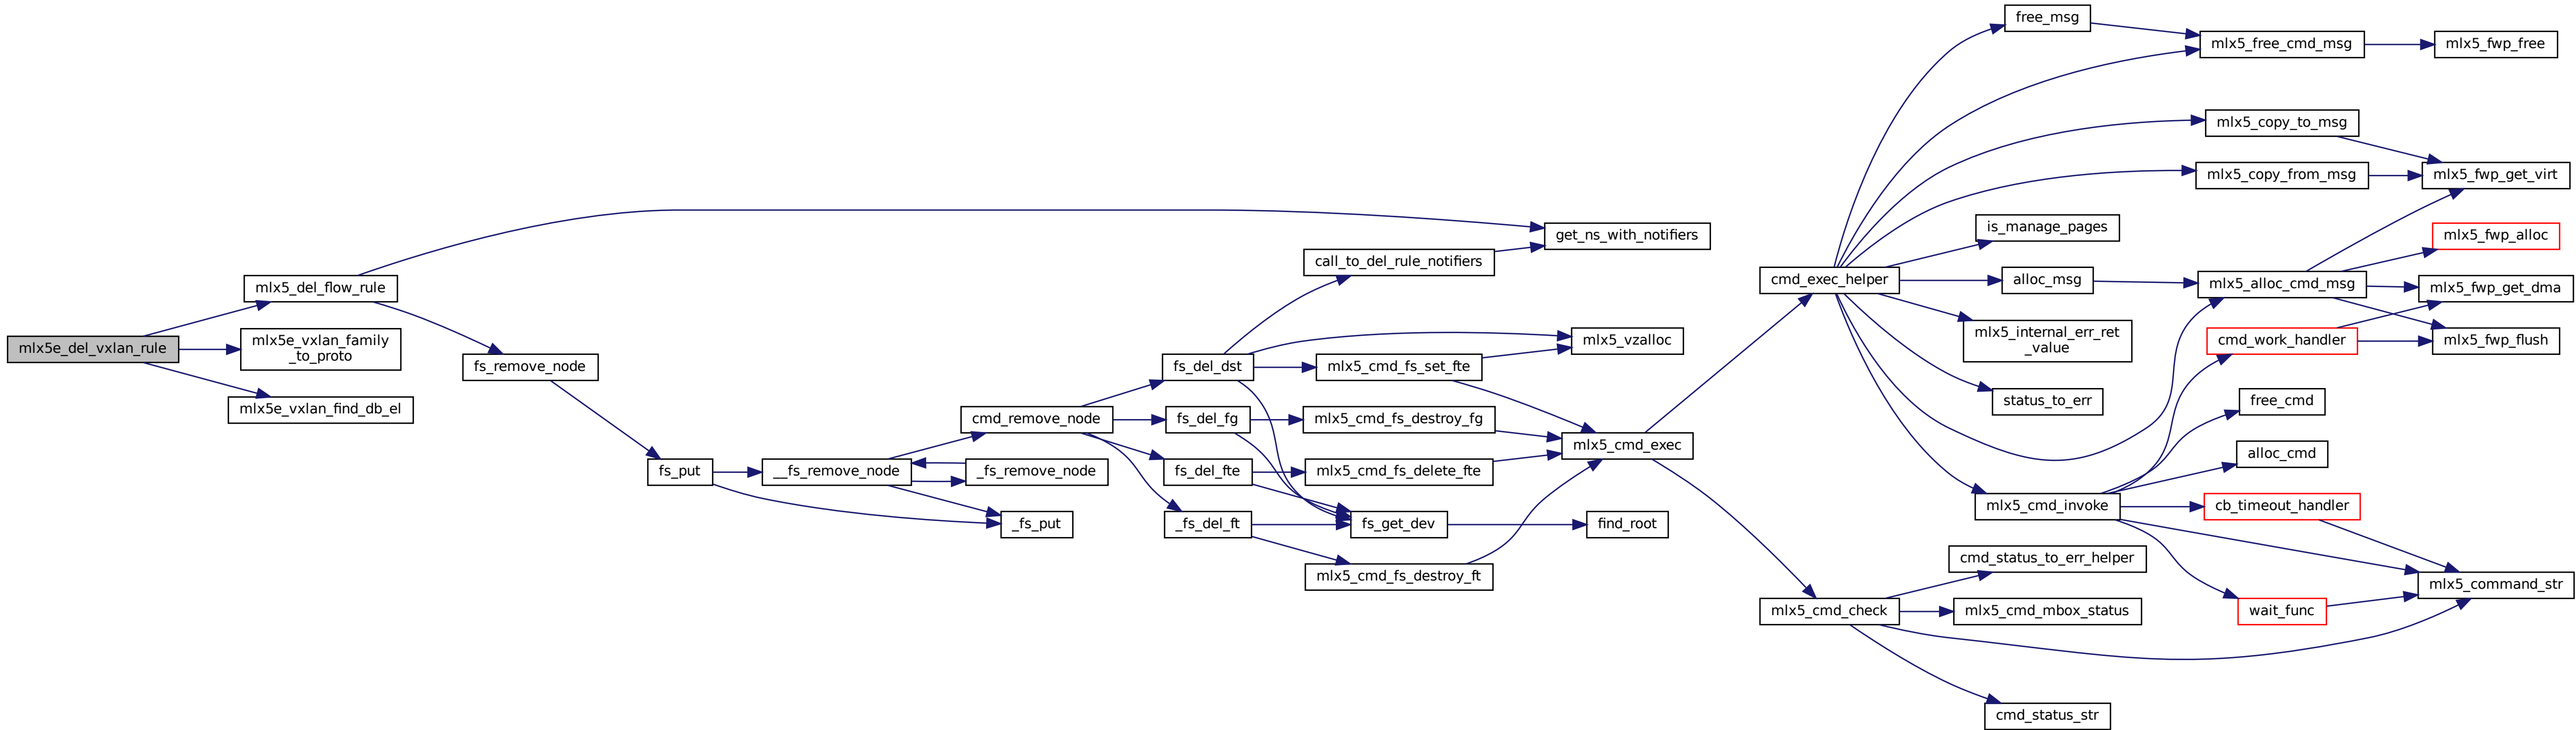 mlx5e_del_vxlan_rule
mlx5_del_flow_rule
mlx5e_vxlan_family
_to_proto
mlx5e_vxlan_find_db_el
fs_remove_node
fs_put
__fs_remove_node
get_ns_with_notifiers
cmd_remove_node
_fs_remove_node
_fs_put
call_to_del_rule_notifiers
fs_del_dst
fs_del_fg
fs_del_fte
_fs_del_ft
mlx5_vzalloc
mlx5_cmd_fs_set_fte
mlx5_cmd_fs_destroy_fg
mlx5_cmd_fs_delete_fte
fs_get_dev
mlx5_cmd_fs_destroy_ft
mlx5_cmd_exec
find_root
cmd_exec_helper
mlx5_cmd_check
free_msg
is_manage_pages
alloc_msg
mlx5_internal_err_ret
_value
status_to_err
mlx5_cmd_invoke
cmd_status_to_err_helper
mlx5_cmd_mbox_status
cmd_status_str
mlx5_free_cmd_msg
mlx5_copy_to_msg
mlx5_copy_from_msg
mlx5_alloc_cmd_msg
cmd_work_handler
free_cmd
alloc_cmd
cb_timeout_handler
wait_func
mlx5_fwp_free
mlx5_fwp_get_virt
mlx5_fwp_alloc
mlx5_fwp_get_dma
mlx5_fwp_flush
mlx5_command_str